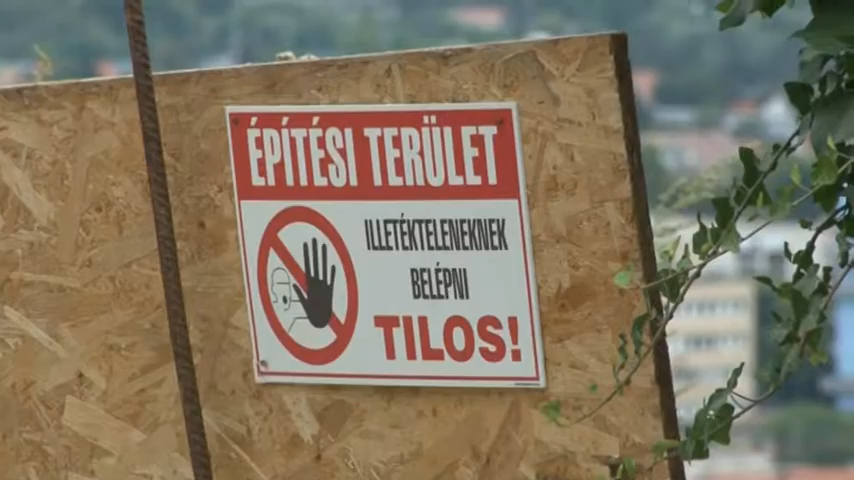 ÉPÍTÉSI TERÜLET
ILLETÉKTELENEKNEK
BELÉPNI
TILOS!